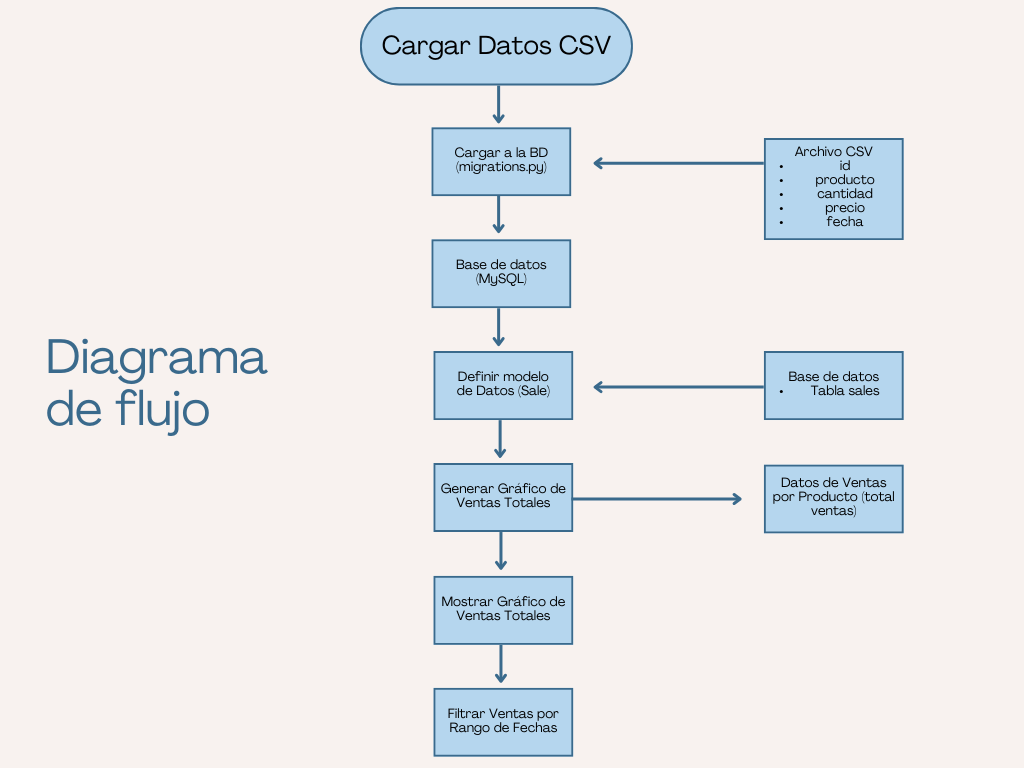 Cargar Datos CSV
Cargar a la BD
(migrations.py)
Archivo CSV
• id
• producto
• cantidad
• precio
• fecha
Base de datos
(MySQL)
Diagrama
de flujo
Definir modelo
de Datos (Sale)
Base de datos
• Tabla sales
Generar Gráfico de
Ventas Totales
Datos de Ventas
por Producto (total
ventas)
Mostrar Gráfico de
Ventas Totales
Filtrar Ventas por
Rango de Fechas